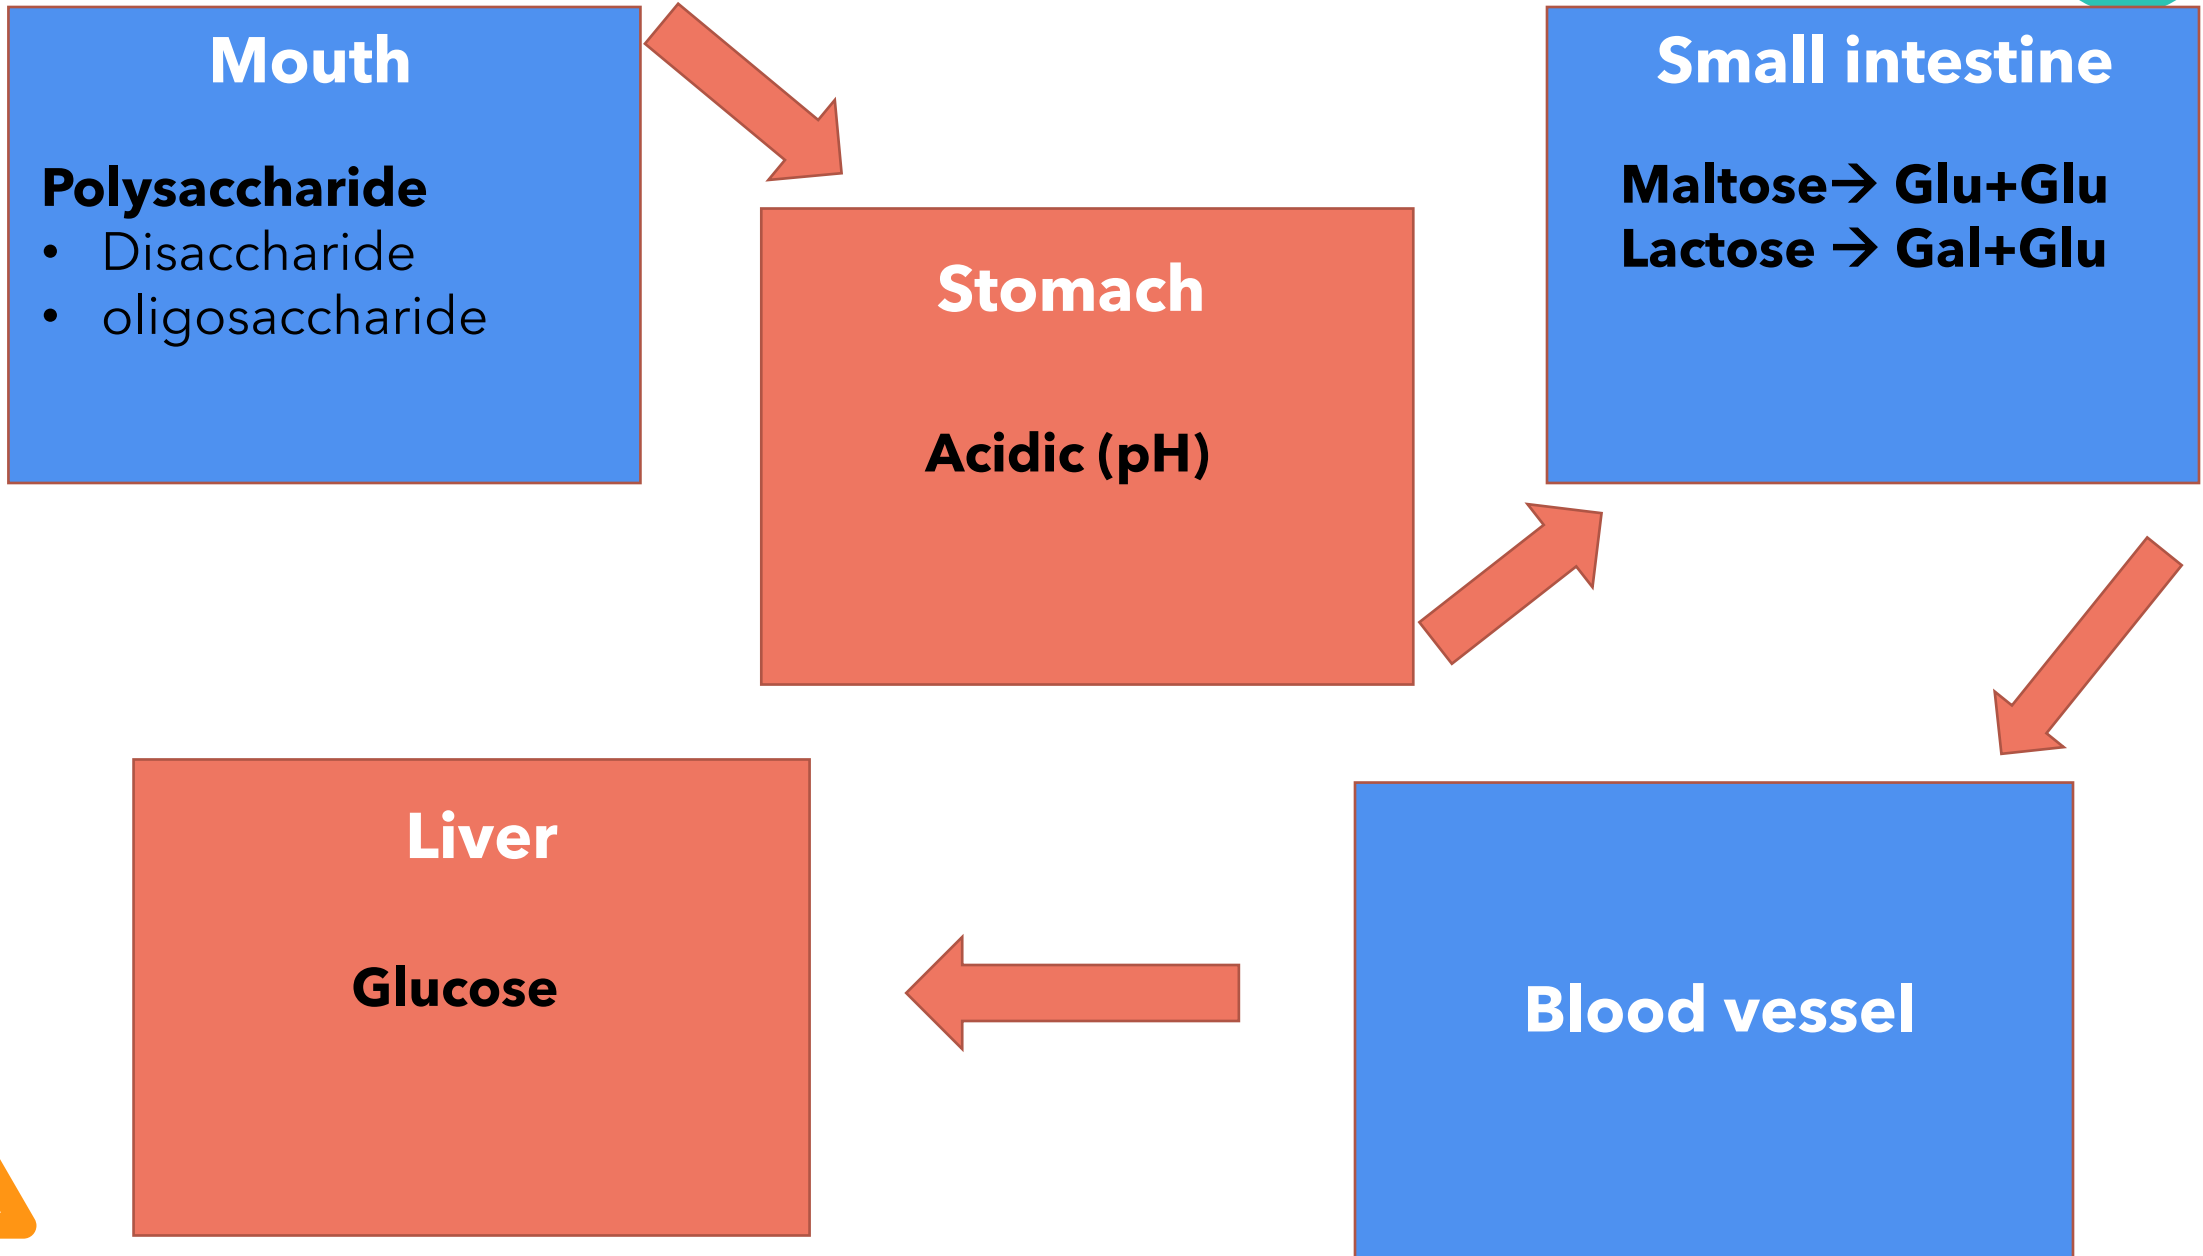 Mouth
Polysaccharide
• Disaccharide
• oligosaccharide
Stomach
Acidic (pH)
Small intestine
Maltose→ Glu+Glu
Lactose → Gal+Glu
Blood vessel
Liver
Glucose